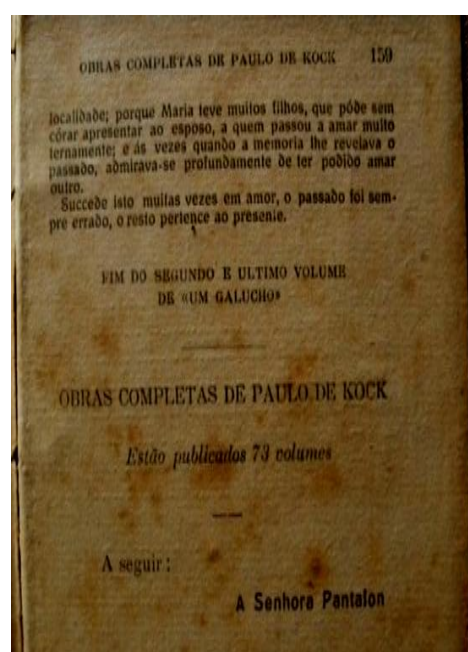 OBRAS COMPLETAS DE PAULO DE KOCK 159
localidade; porque Maria teve muitos filhos, que póde sem
córar apresentar ao esposo, a quem passou a amar muito
ternamente; e ás vezes quando a memoria lhe revelava o
passado, admirava-se profundamente de ter podido amar
outro.
Succede isto muitas vezes em amor, o passado foi sem-
pre errado, o resto pertence ao presente.
FIM DO SEGUNDO E ULTIMO VOLUME
DE «UM GALUCHO»
OBRAS COMPLETAS DE PAULO DE KOCK
Estão publicados 73 volumes
A seguir:
A Senhora Pantalon